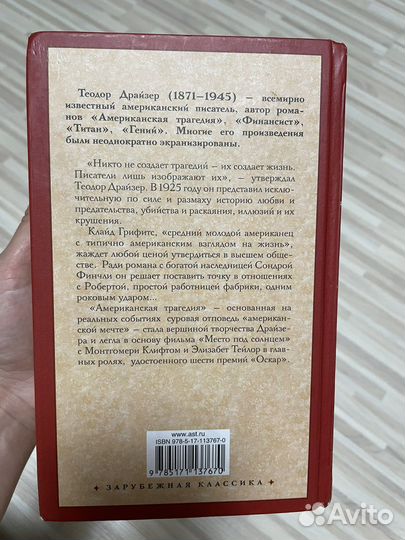 Теодор Драйзер (1871–1945) — всемирно
известный американский писатель, автор рома-
нов «Американская трагедия», «Финансист»,
«Титан», «Гений». Многие его произведения
были неоднократно экранизированы.
«Никто не создает трагедий – их создает жизнь.
Писатели лишь изображают их», – утверждал
Теодор Драйзер. В 1925 году он представил исклю-
чительную по силе и размаху историю любви и
предательства, убийства и раскаяния, иллюзий и их
крушения.
Клайд Грифитс, «средний молодой американец
с типично американским взглядом на жизнь»,
жаждет любой ценой утвердиться в высшем обще-
стве. Ради романа с богатой наследницей Сондрой
Финчли он решает поставить точку в отношениях
с Робертой, простой работницей фабрики, одним
роковым ударом...
«Американская трагедия» – основанная на
реальных событиях суровая отповедь «американ-
ской мечте» – стала вершиной творчества Драйзе-
ра и легла в основу фильма «Место под солнцем»
с Монтгомери Клифтом и Элизабет Тейлор в глав-
ных ролях, удостоенного шести премий «Оскар».
www.ast.ru
ISBN 978-5-17-113767-0
9 785171 137670
ЗАРУБЕЖНАЯ КЛАССИКА
Avito